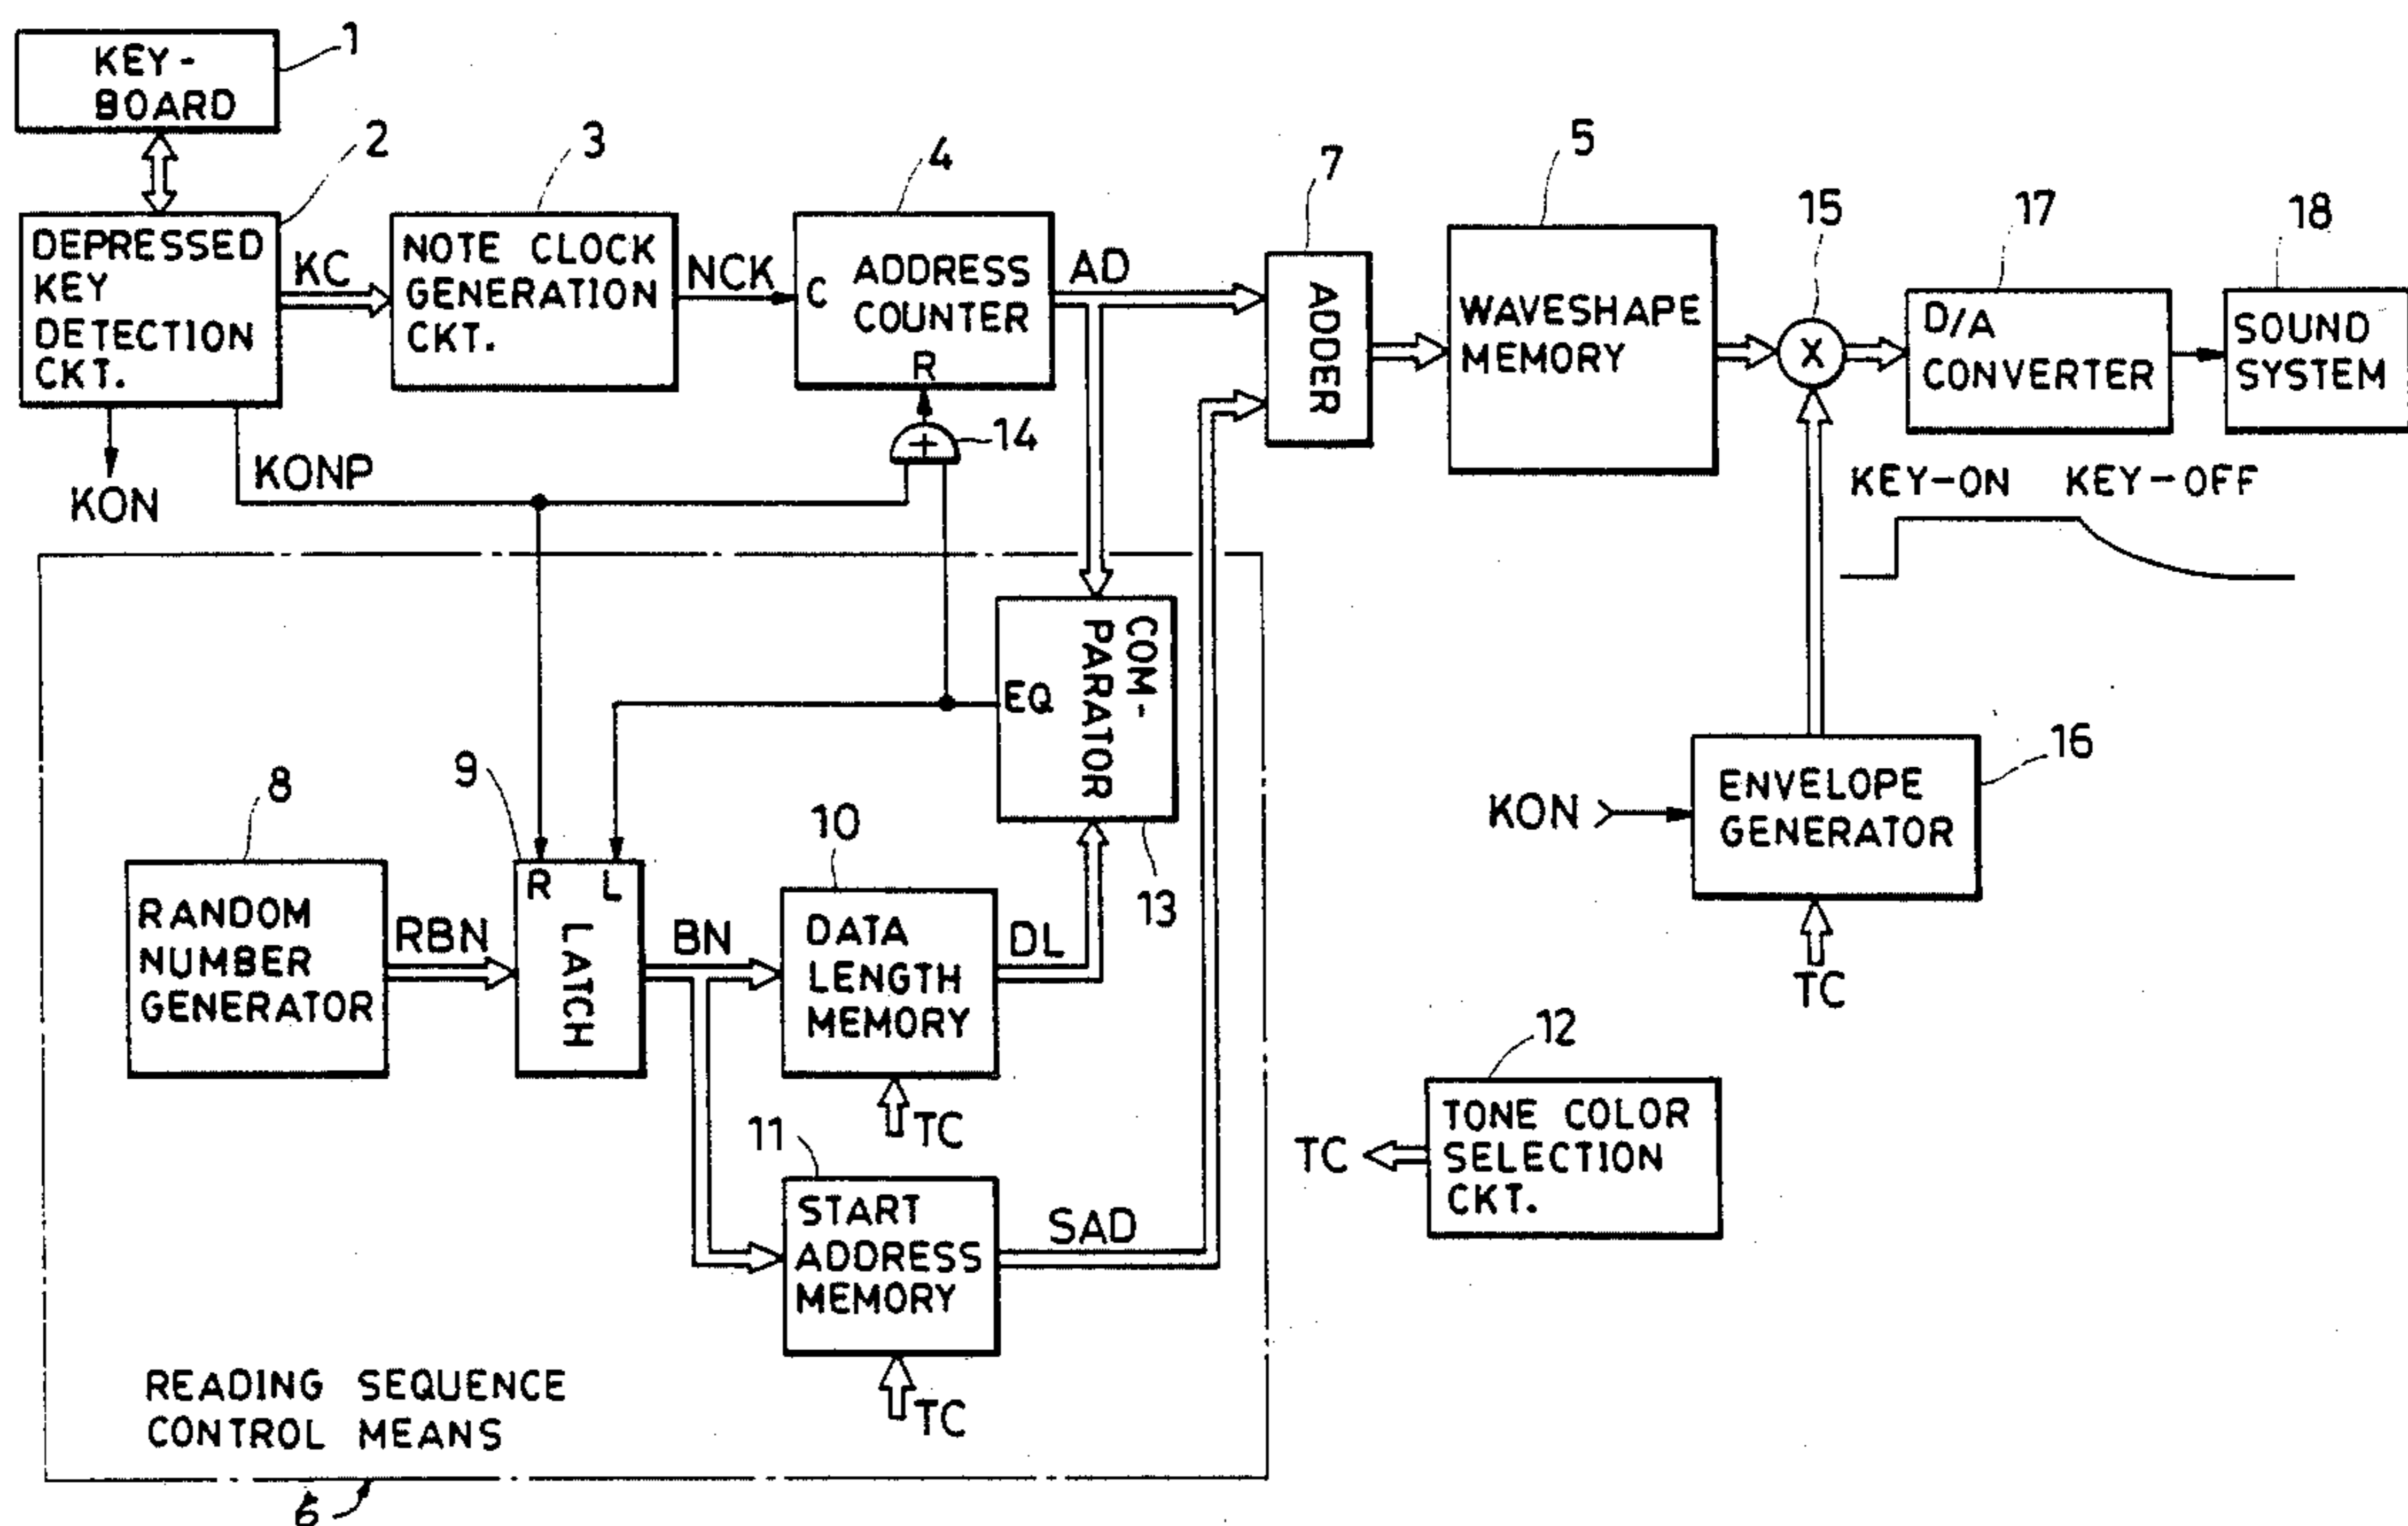 KEY-
BOARD
1
2
DEPRESSED
KEY
DETECTION
CKT.
KC
KON
KONP
3
NOTE CLOCK
GENERATION
CKT.
NCK
4
C
ADDRESS
COUNTER
R
AD
14
+
7
ADDER
5
WAVESHAPE
MEMORY
15
X
17
D/A
CONVERTER
18
SOUND
SYSTEM
KEY-ON KEY-OFF
COM-
PARATOR
EQ
13
8
RANDOM
NUMBER
GENERATOR
RBN
9
R L
LATCH
BN
10
DATA
LENGTH
MEMORY
DL
TC
11
START
ADDRESS
MEMORY
SAD
TC
READING SEQUENCE
CONTROL MEANS
6
KON
16
ENVELOPE
GENERATOR
TC
12
TONE COLOR
SELECTION
CKT.
TC